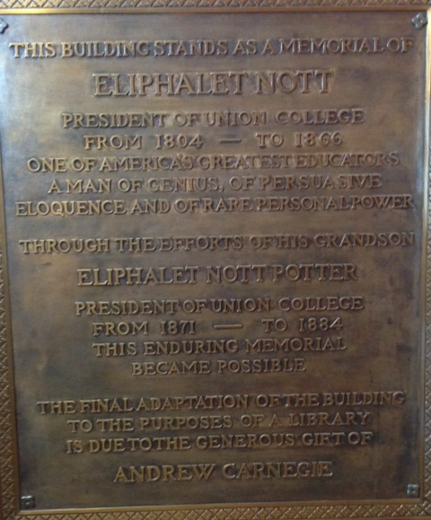 THIS BUILDING STANDS AS A MEMORIAL OF
ELIPHALET NOTT
PRESIDENT OF UNION COLLEGE
FROM 1804 — TO 1866
ONE OF AMERICA'S GREATEST EDUCATORS
A MAN OF GENIUS, OF PERSUASIVE
ELOQUENCE AND OF RARE PERSONAL POWER
THROUGH THE EFFORTS OF HIS GRANDSON
ELIPHALET NOTT POTTER
PRESIDENT OF UNION COLLEGE
FROM 1871 — TO 1884
THIS ENDURING MEMORIAL
BECAME POSSIBLE
THE FINAL ADAPTATION OF THE BUILDING
TO THE PURPOSES OF A LIBRARY
IS DUE TO THE GENEROUS GIFT OF
ANDREW CARNEGIE